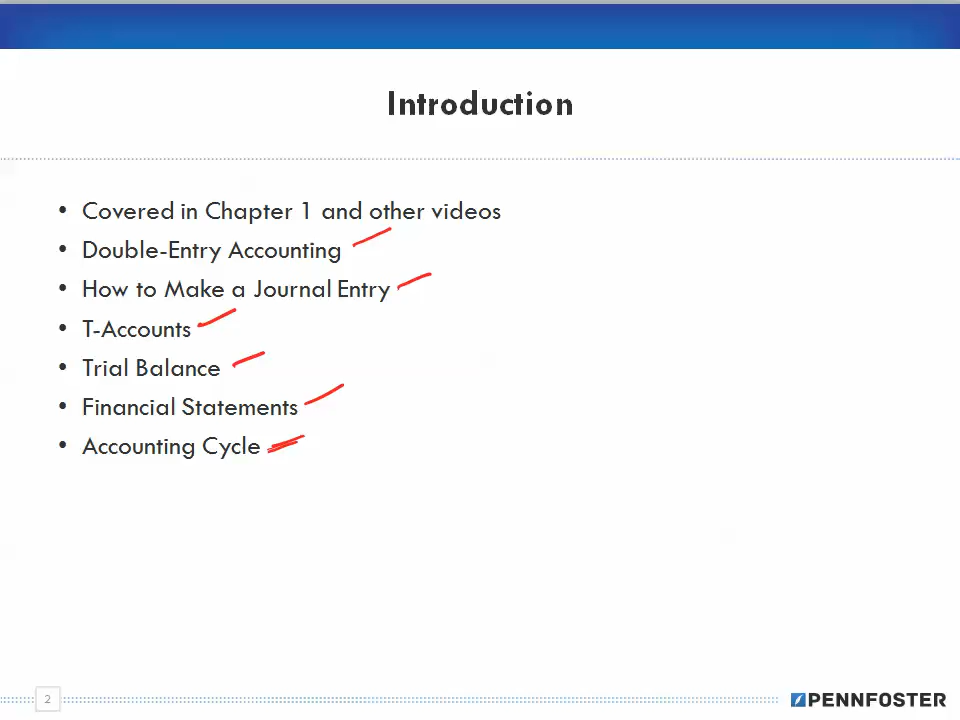 Introduction
• Covered in Chapter 1 and other videos
• Double-Entry Accounting
• How to Make a Journal Entry
• T-Accounts
• Trial Balance
• Financial Statements
• Accounting Cycle
2
PENNFOSTER